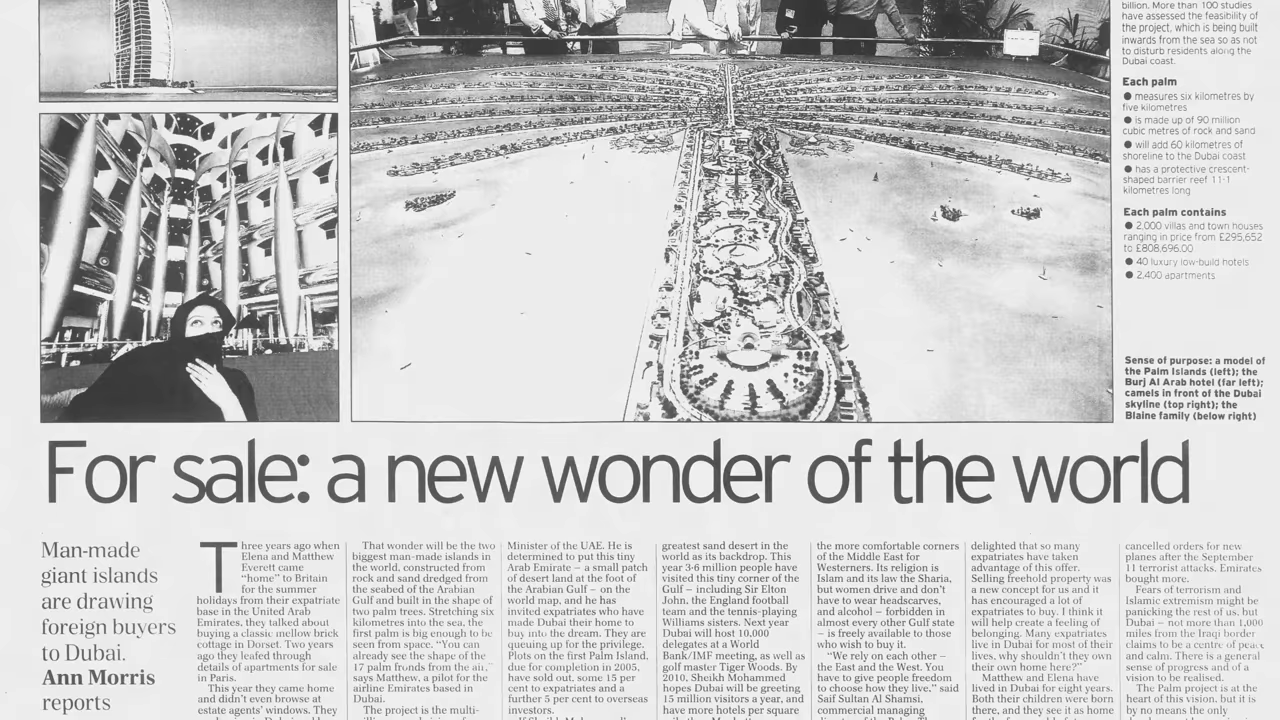 billion. More than 100 studies
have assessed the feasibility of
the project, which is being built
inwards from the sea so as not
to disturb residents along the
Dubai coast.
Each palm
● measures six kilometres by
five kilometres
● is made up of 90 million
cubic metres of rock and sand
● will add 60 kilometres of
shoreline to the Dubai coast
● has a protective crescent-
shaped barrier reef 11·1
kilometres long
Each palm contains
● 2,000 villas and town houses
ranging in price from £295,652
to £808,696.00
● 40 luxury low-build hotels
● 2,400 apartments
Sense of purpose: a model of
the Palm Islands (left); the
Burj Al Arab hotel (far left);
camels in front of the Dubai
skyline (top right); the
Blaine family (below right)
For sale: a new wonder of the world
Man-made
giant islands
are drawing
foreign buyers
to Dubai.
Ann Morris
reports
Three years ago when
Elena and Matthew
Everett came
“home” to Britain
for the summer
holidays from their expatriate
base in the United Arab
Emirates, they talked about
buying a classic mellow brick
cottage in Dorset. Two years
ago they leafed through
details of apartments for sale
in Paris.
This year they came home
and didn't even browse at
estate agents' windows. They
That wonder will be the two
biggest man-made islands in
the world, constructed from
rock and sand dredged from
the seabed of the Arabian
Gulf and built in the shape of
two palm trees. Stretching six
kilometres into the sea, the
first palm is big enough to be
seen from space. “You can
already see the shape of the
17 palm fronds from the air,”
says Matthew, a pilot for the
airline Emirates based in
Dubai.
The project is the multi-
Minister of the UAE. He is
determined to put this tiny
Arab Emirate – a small patch
of desert land at the foot of
the Arabian Gulf – on the
world map, and he has
invited expatriates who have
made Dubai their home to
buy into the dream. They are
queuing up for the privilege.
Plots on the first Palm Island,
due for completion in 2005,
have sold out, some 15 per
cent to expatriates and a
further 5 per cent to overseas
investors.
greatest sand desert in the
world as its backdrop. This
year 3·6 million people have
visited this tiny corner of the
Gulf – including Sir Elton
John, the England football
team and the tennis-playing
Williams sisters. Next year
Dubai will host 10,000
delegates at a World
Bank/IMF meeting, as well as
golf master Tiger Woods. By
2010, Sheikh Mohammed
hopes Dubai will be greeting
15 million visitors a year, and
have more hotels per square
the more comfortable corners
of the Middle East for
Westerners. Its religion is
Islam and its law the Sharia,
but women drive and don't
have to wear headscarves,
and alcohol – forbidden in
almost every other Gulf state
– is freely available to those
who wish to buy it.
“We rely on each other –
the East and the West. You
have to give people freedom
to choose how they live,” said
Saif Sultan Al Shamsi,
commercial managing
delighted that so many
expatriates have taken
advantage of this offer.
Selling freehold property was
a new concept for us and it
has encouraged a lot of
expatriates to buy. I think it
will help create a feeling of
belonging. Many expatriates
live in Dubai for most of their
lives, why shouldn't they own
their own home here?”
Matthew and Elena have
lived in Dubai for eight years.
Both their children were born
there, and they see it as home
cancelled orders for new
planes after the September
11 terrorist attacks. Emirates
bought more.
Fears of terrorism and
Islamic extremism might be
panicking the rest of us, but
Dubai – not more than 1,000
miles from the Iraqi border
claims to be a centre of peace
and calm. There is a general
sense of progress and of a
vision to be realised.
The Palm project is at the
heart of this vision, but it is
by no means the only